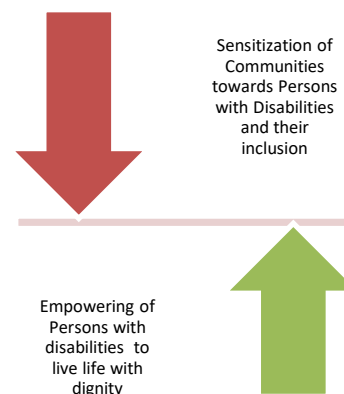 Sensitization of
Communities
towards Persons
with Disabilities
and their
inclusion
Empowering of
Persons with
disabilities to
live life with
dignity